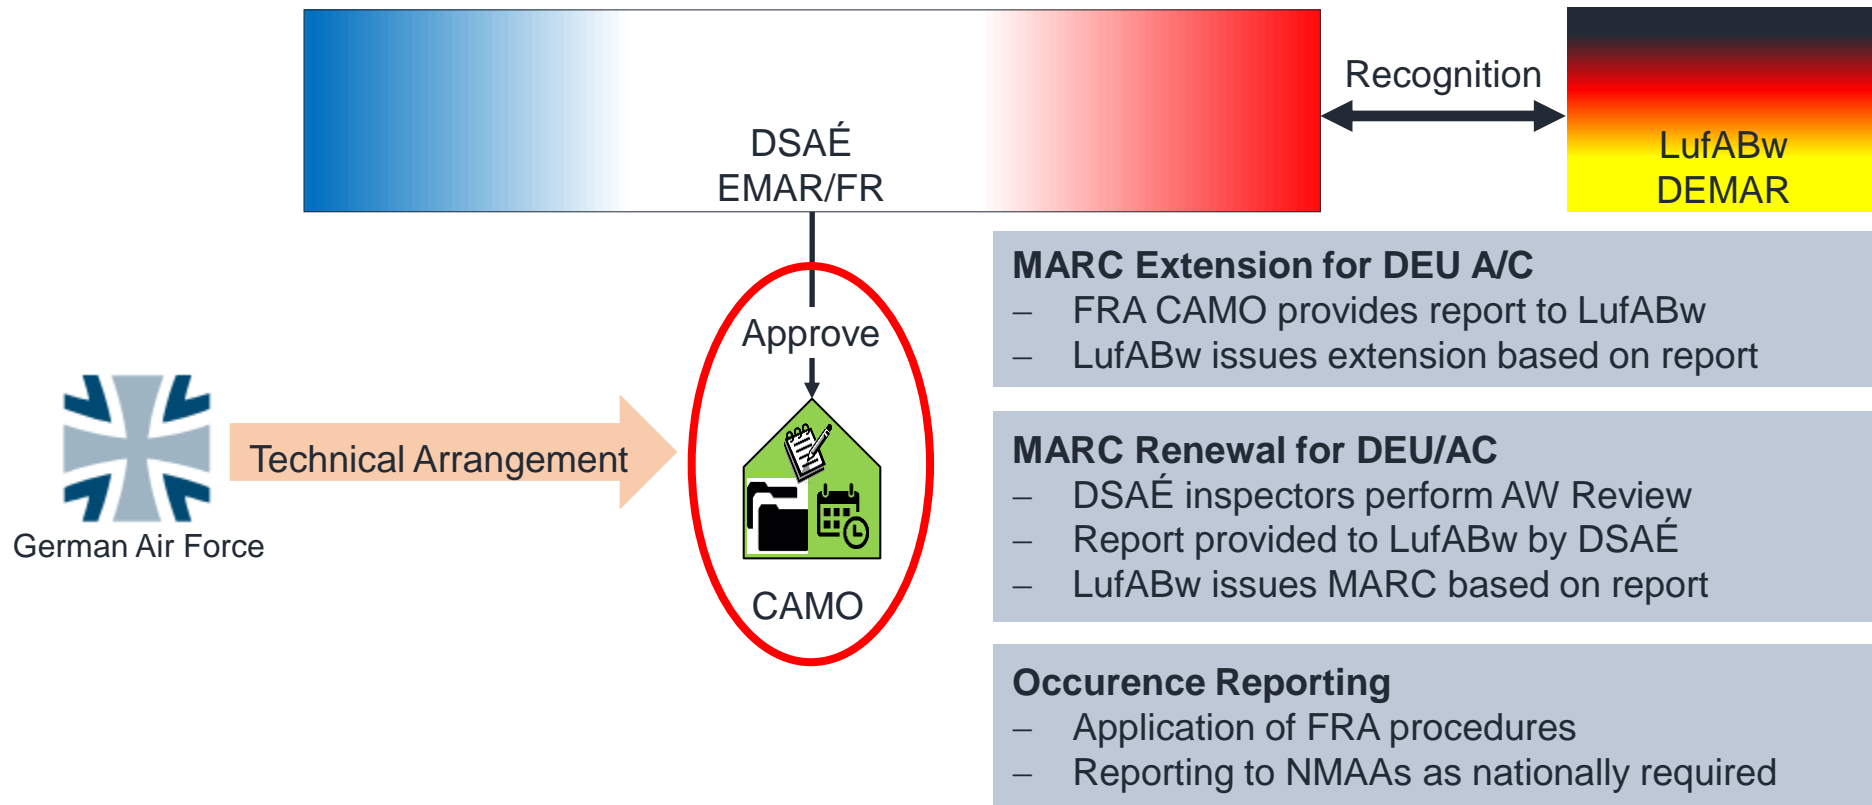 DSAÉ
EMAR/FR
Recognition
LufABw
DEMAR
Approve
CAMO
Technical Arrangement
German Air Force
MARC Extension for DEU A/C
– FRA CAMO provides report to LufABw
– LufABw issues extension based on report
MARC Renewal for DEU/AC
– DSAÉ inspectors perform AW Review
– Report provided to LufABw by DSAÉ
– LufABw issues MARC based on report
Occurence Reporting
– Application of FRA procedures
– Reporting to NMAAs as nationally required